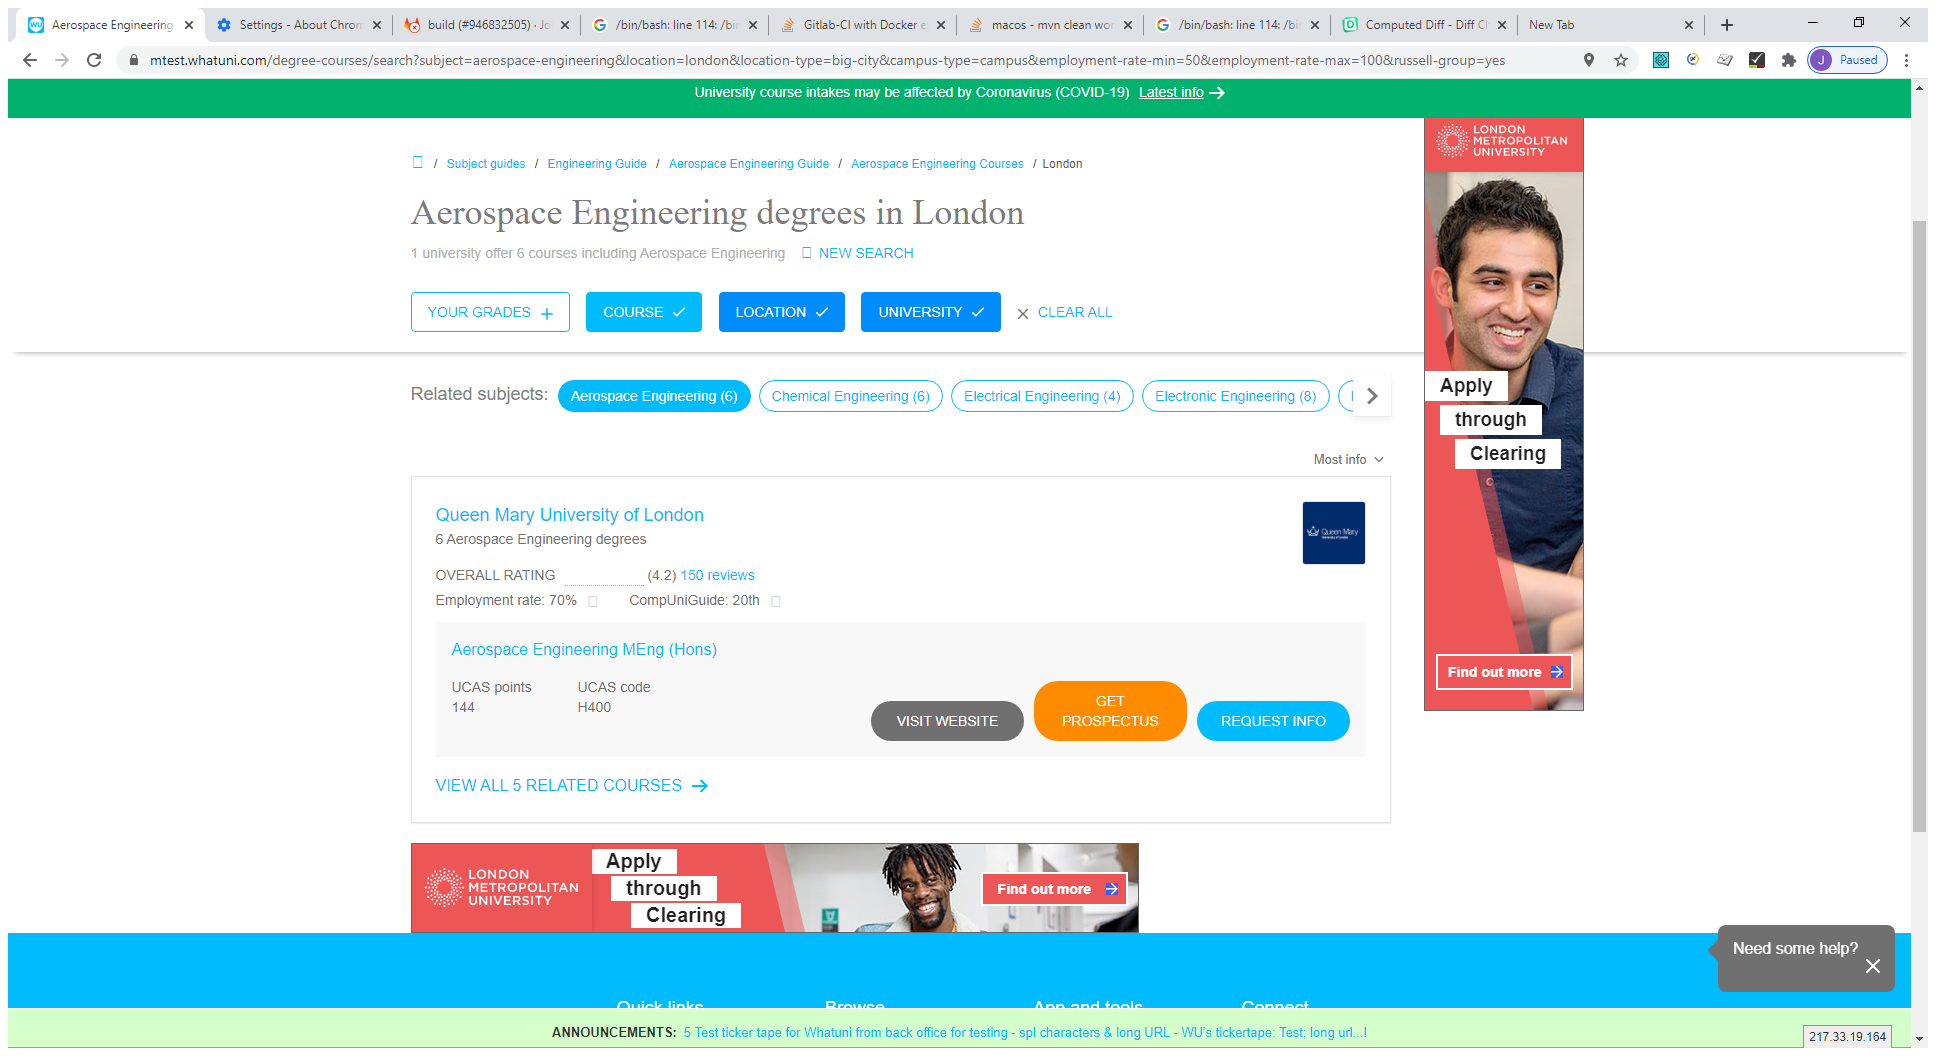 Aerospace Engineering
Settings - About Chrom
build (#946832505) · Jo
/bin/bash: line 114: /bin
Gitlab-CI with Docker e
macos - mvn clean wor
/bin/bash: line 114: /bin
Computed Diff - Diff Ch
New Tab
mtest.whatuni.com/degree-courses/search?subject=aerospace-engineering&location=london&location-type=big-city&campus-type=campus&employment-rate-min=50&employment-rate-max=100&russell-group=yes
J Paused
University course intakes may be affected by Coronavirus (COVID-19) Latest info
/ Subject guides / Engineering Guide / Aerospace Engineering Guide / Aerospace Engineering Courses / London
Aerospace Engineering degrees in London
1 university offer 6 courses including Aerospace Engineering NEW SEARCH
YOUR GRADES COURSE LOCATION UNIVERSITY CLEAR ALL
Related subjects: Aerospace Engineering (6) Chemical Engineering (6) Electrical Engineering (4) Electronic Engineering (8)
Most info
Queen Mary University of London
6 Aerospace Engineering degrees
OVERALL RATING (4.2) 150 reviews
Employment rate: 70% CompUniGuide: 20th
Queen Mary
University of London
Aerospace Engineering MEng (Hons)
UCAS points UCAS code
144 H400
VISIT WEBSITE
GET
PROSPECTUS
REQUEST INFO
VIEW ALL 5 RELATED COURSES
LONDON
METROPOLITAN
UNIVERSITY
Apply
through
Clearing
Find out more
LONDON
METROPOLITAN
UNIVERSITY
Apply
through
Clearing
Find out more
Need some help?
Quick links Browse App and tools Connect
ANNOUNCEMENTS: 5 Test ticker tape for Whatuni from back office for testing - spl characters & long URL - WU's tickertape: Test; long url...!
217.33.19.164